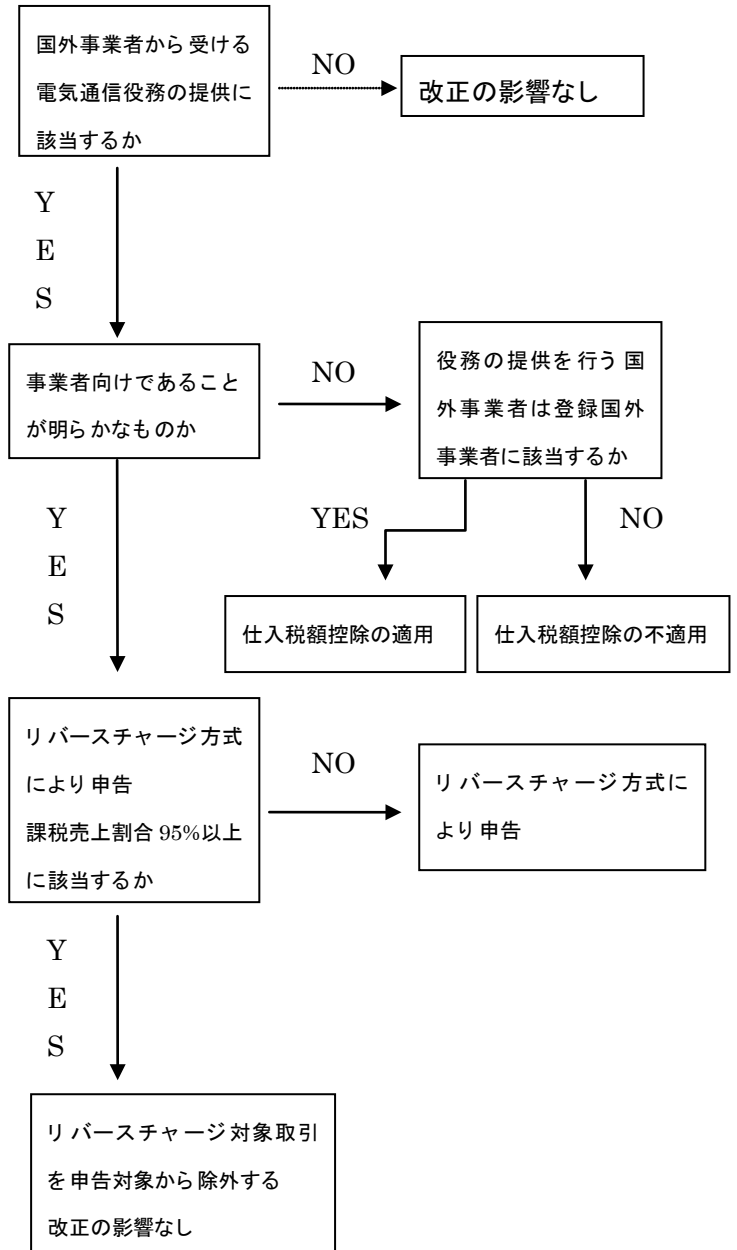 国外事業者から受ける
電気通信役務の提供に
該当するか
NO
改正の影響なし
Y
E
S
事業者向けであること
が明らかなものか
NO
役務の提供を行う国
外事業者は登録国外
事業者に該当するか
Y
E
S
YES
NO
仕入税額控除の適用
仕入税額控除の不適用
リバースチャージ方式
により申告
課税売上割合 95%以上
に該当するか
NO
リバースチャージ方式に
より申告
Y
E
S
リバースチャージ対象取引
を申告対象から除外する
改正の影響なし